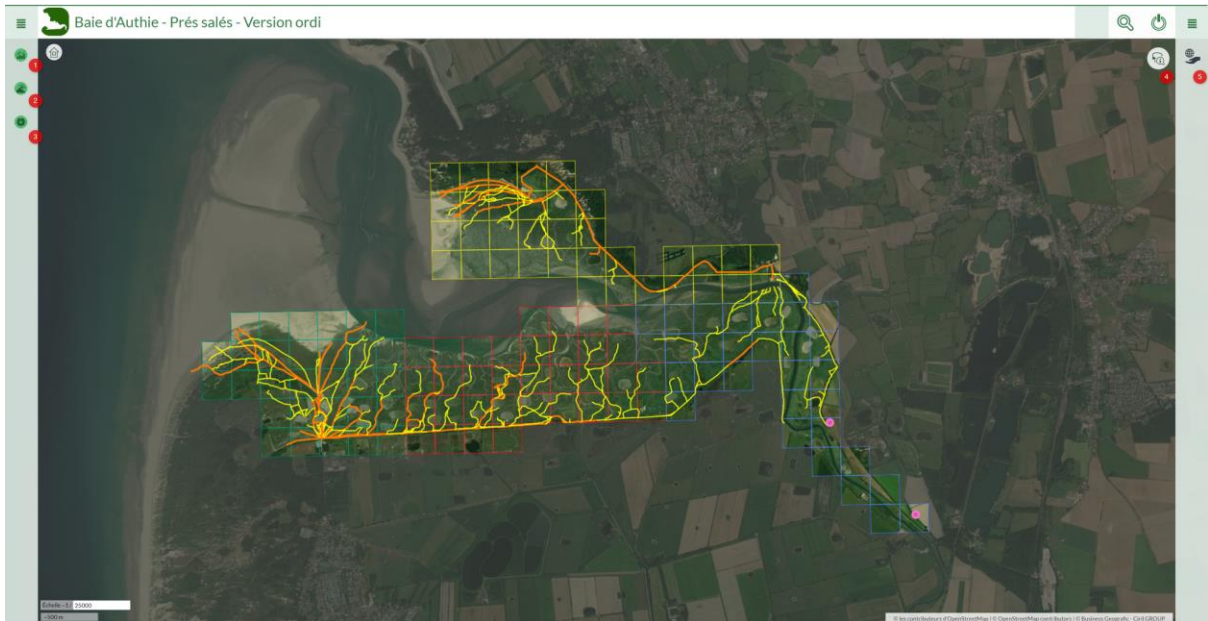 Baie d'Authie - Prés salés - Version ordi
1
2
3
4
5
Echelle ~1/ 25000
~500 m
© les contributeurs d'OpenStreetMap | © OpenStreetMap contributors | © Business Geografic - Ciril GROUP